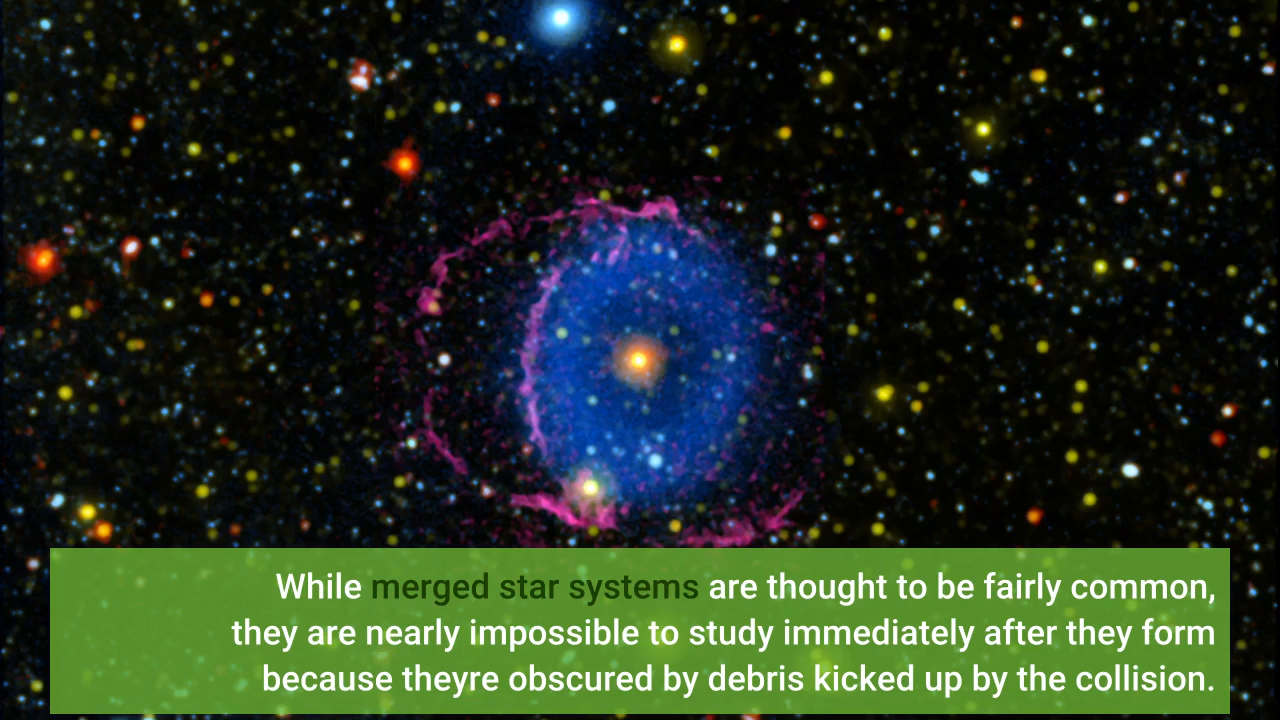 While merged star systems are thought to be fairly common,
they are nearly impossible to study immediately after they form
because theyre obscured by debris kicked up by the collision.